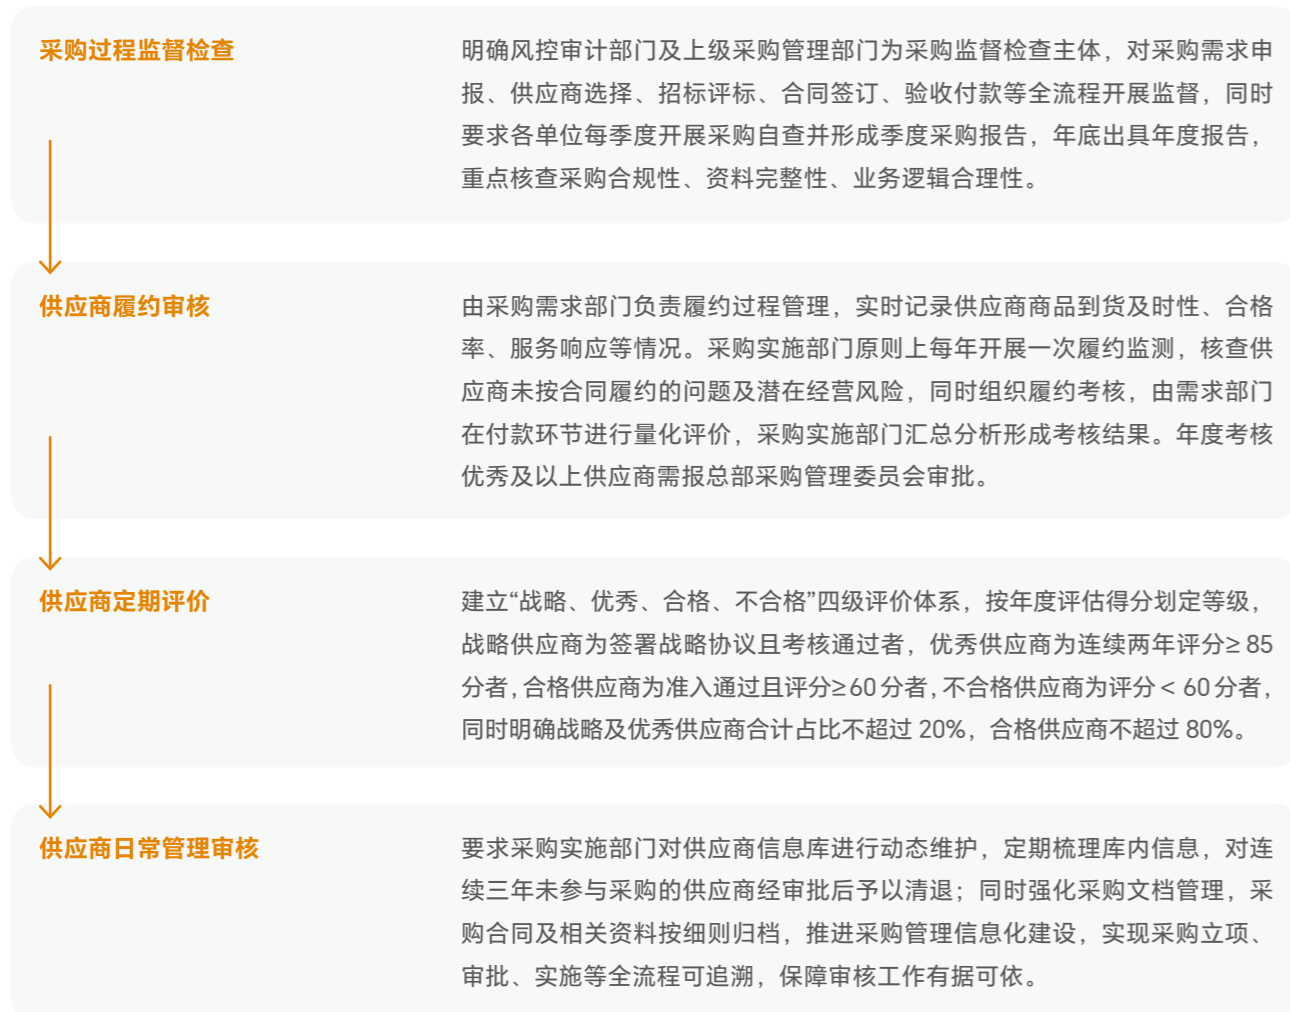 采购过程监督检查
明确风控审计部门及上级采购管理部门为采购监督检查主体，对采购需求申
报、供应商选择、招标评标、合同签订、验收付款等全流程开展监督，同时
要求各单位每季度开展采购自查并形成季度采购报告，年底出具年度报告，
重点核查采购合规性、资料完整性、业务逻辑合理性。
供应商履约审核
由采购需求部门负责履约过程管理，实时记录供应商商品到货及时性、合格
率、服务响应等情况。采购实施部门原则上每年开展一次履约监测，核查供
应商未按合同履约的问题及潜在经营风险，同时组织履约考核，由需求部门
在付款环节进行量化评价，采购实施部门汇总分析形成考核结果。年度考核
优秀及以上供应商需报总部采购管理委员会审批。
供应商定期评价
建立“战略、优秀、合格、不合格”四级评价体系，按年度评估得分划定等级，
战略供应商为签署战略协议且考核通过者，优秀供应商为连续两年评分≥ 85
分者，合格供应商为准入通过且评分≥60 分者，不合格供应商为评分＜ 60 分者，
同时明确战略及优秀供应商合计占比不超过 20%，合格供应商不超过 80%。
供应商日常管理审核
要求采购实施部门对供应商信息库进行动态维护，定期梳理库内信息，对连
续三年未参与采购的供应商经审批后予以清退；同时强化采购文档管理，采
购合同及相关资料按细则归档，推进采购管理信息化建设，实现采购立项、
审批、实施等全流程可追溯，保障审核工作有据可依。